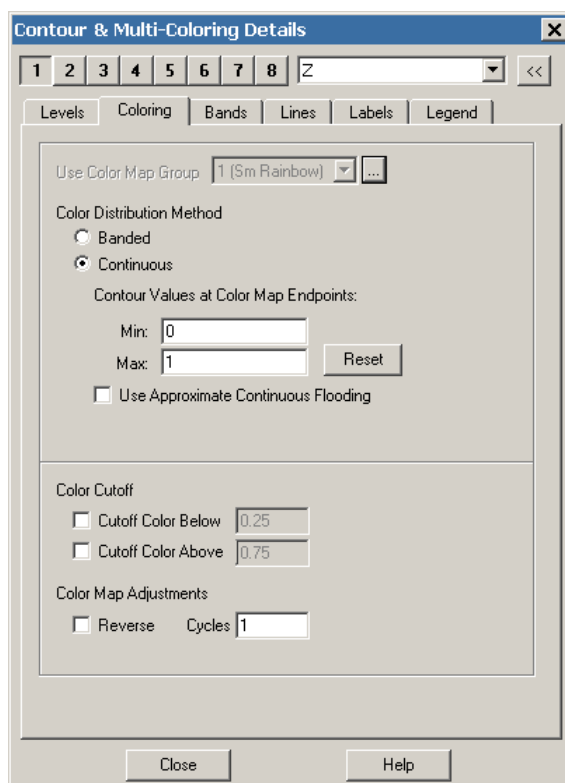 Contour & Multi-Coloring Details
1 2 3 4 5 6 7 8 Z <<
Levels Coloring Bands Lines Labels Legend
Use Color Map Group 1 (Sm Rainbow) ...
Color Distribution Method
Banded
Continuous
Contour Values at Color Map Endpoints:
Min: 0
Max: 1 Reset
Use Approximate Continuous Flooding
Color Cutoff
Cutoff Color Below 0.25
Cutoff Color Above 0.75
Color Map Adjustments
Reverse Cycles 1
Close Help